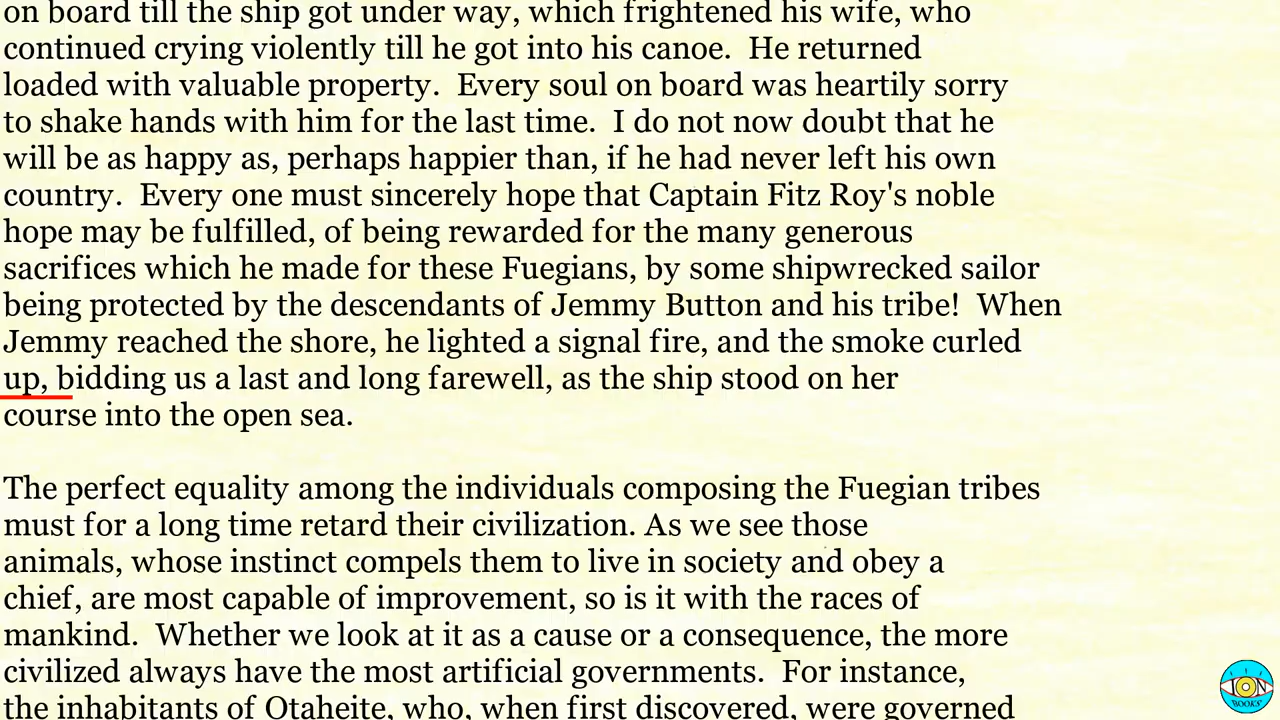 on board till the ship got under way, which frightened his wife, who
continued crying violently till he got into his canoe.  He returned
loaded with valuable property.  Every soul on board was heartily sorry
to shake hands with him for the last time.  I do not now doubt that he
will be as happy as, perhaps happier than, if he had never left his own
country.  Every one must sincerely hope that Captain Fitz Roy's noble
hope may be fulfilled, of being rewarded for the many generous
sacrifices which he made for these Fuegians, by some shipwrecked sailor
being protected by the descendants of Jemmy Button and his tribe!  When
Jemmy reached the shore, he lighted a signal fire, and the smoke curled
up, bidding us a last and long farewell, as the ship stood on her
course into the open sea.

The perfect equality among the individuals composing the Fuegian tribes
must for a long time retard their civilization. As we see those
animals, whose instinct compels them to live in society and obey a
chief, are most capable of improvement, so is it with the races of
mankind.  Whether we look at it as a cause or a consequence, the more
civilized always have the most artificial governments.  For instance,
the inhabitants of Otaheite, who, when first discovered, were governed
ION
BOOKS